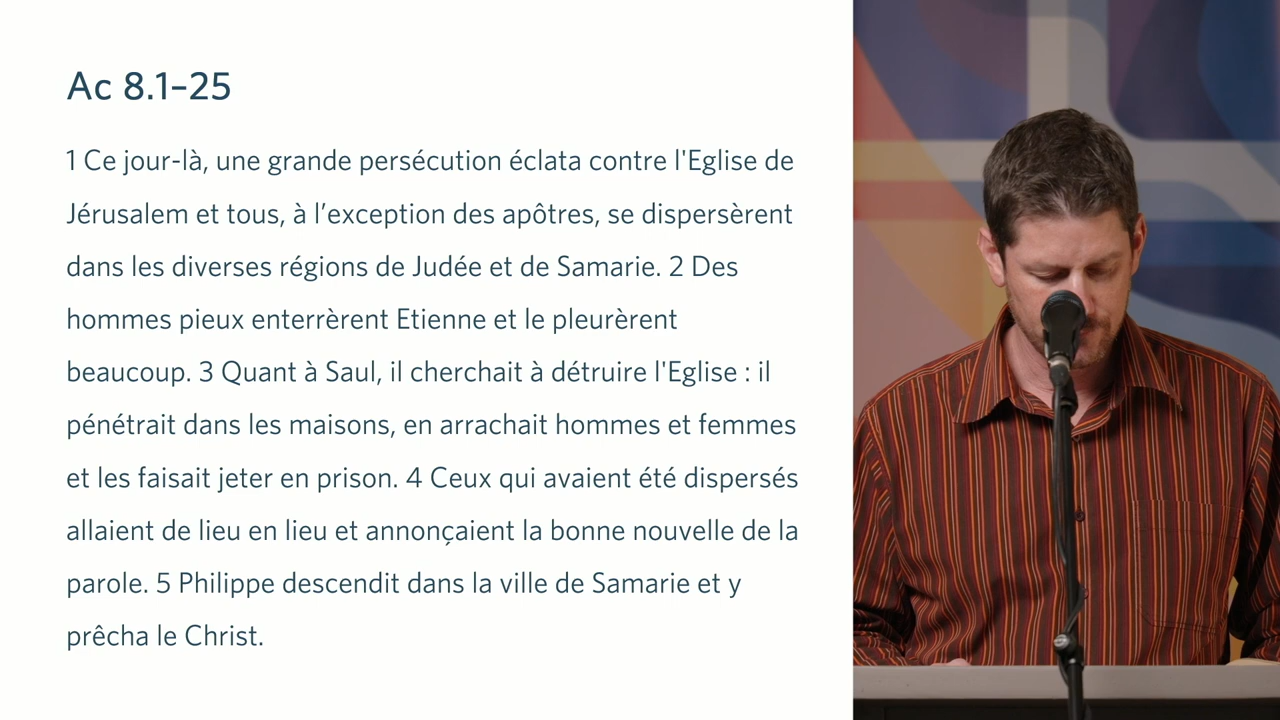 Ac 8.1–25
1 Ce jour-là, une grande persécution éclata contre l'Eglise de
Jérusalem et tous, à l’exception des apôtres, se dispersèrent
dans les diverses régions de Judée et de Samarie. 2 Des
hommes pieux enterrèrent Etienne et le pleurèrent
beaucoup. 3 Quant à Saul, il cherchait à détruire l'Eglise : il
pénétrait dans les maisons, en arrachait hommes et femmes
et les faisait jeter en prison. 4 Ceux qui avaient été dispersés
allaient de lieu en lieu et annonçaient la bonne nouvelle de la
parole. 5 Philippe descendit dans la ville de Samarie et y
prêcha le Christ.